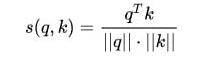 s(q, k) = \frac{q^T k}{||q|| \cdot ||k||}